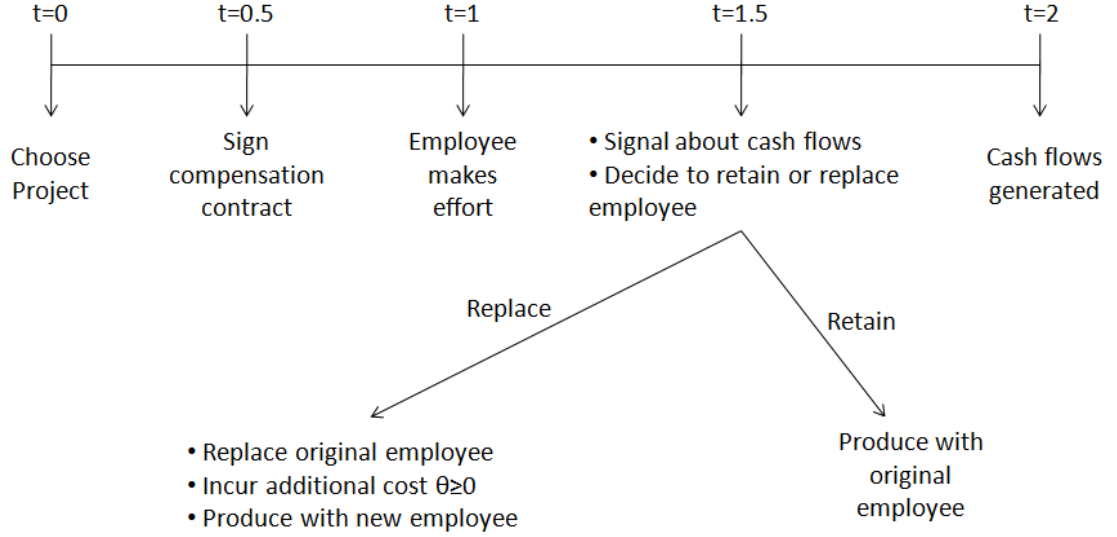 t=0
t=0.5
t=1
t=1.5
t=2
Choose
Project
Sign
compensation
contract
Employee
makes
effort
• Signal about cash flows
• Decide to retain or replace
employee
Cash flows
generated
Replace
Retain
• Replace original employee
• Incur additional cost θ≥0
• Produce with new employee
Produce with
original
employee